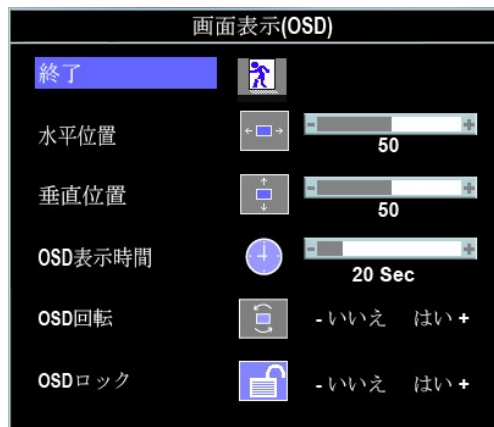 画面表示(OSD)
終了
水平位置
- +
50
垂直位置
- +
50
OSD表示時間
- +
20 Sec
OSD回転 - いいえ はい +
OSDロック - いいえ はい +